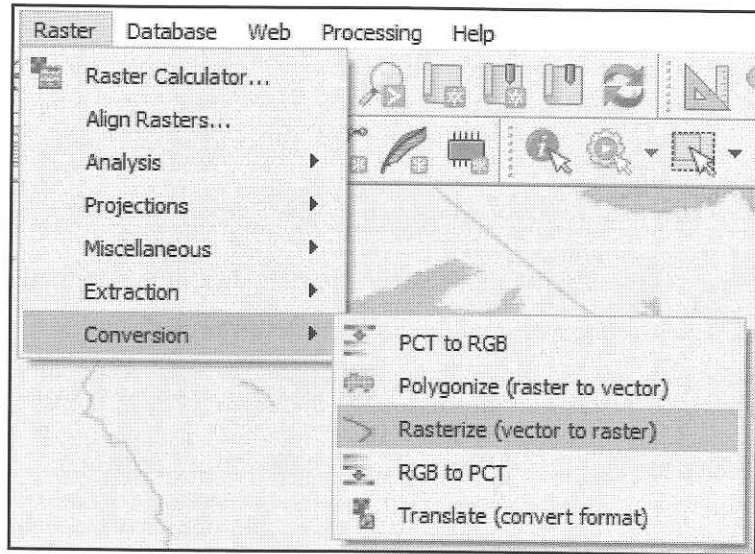 Raster Database Web Processing Help
Raster Calculator...
Align Rasters...
Analysis
Projections
Miscellaneous
Extraction
Conversion
PCT to RGB
Polygonize (raster to vector)
Rasterize (vector to raster)
RGB to PCT
Translate (convert format)